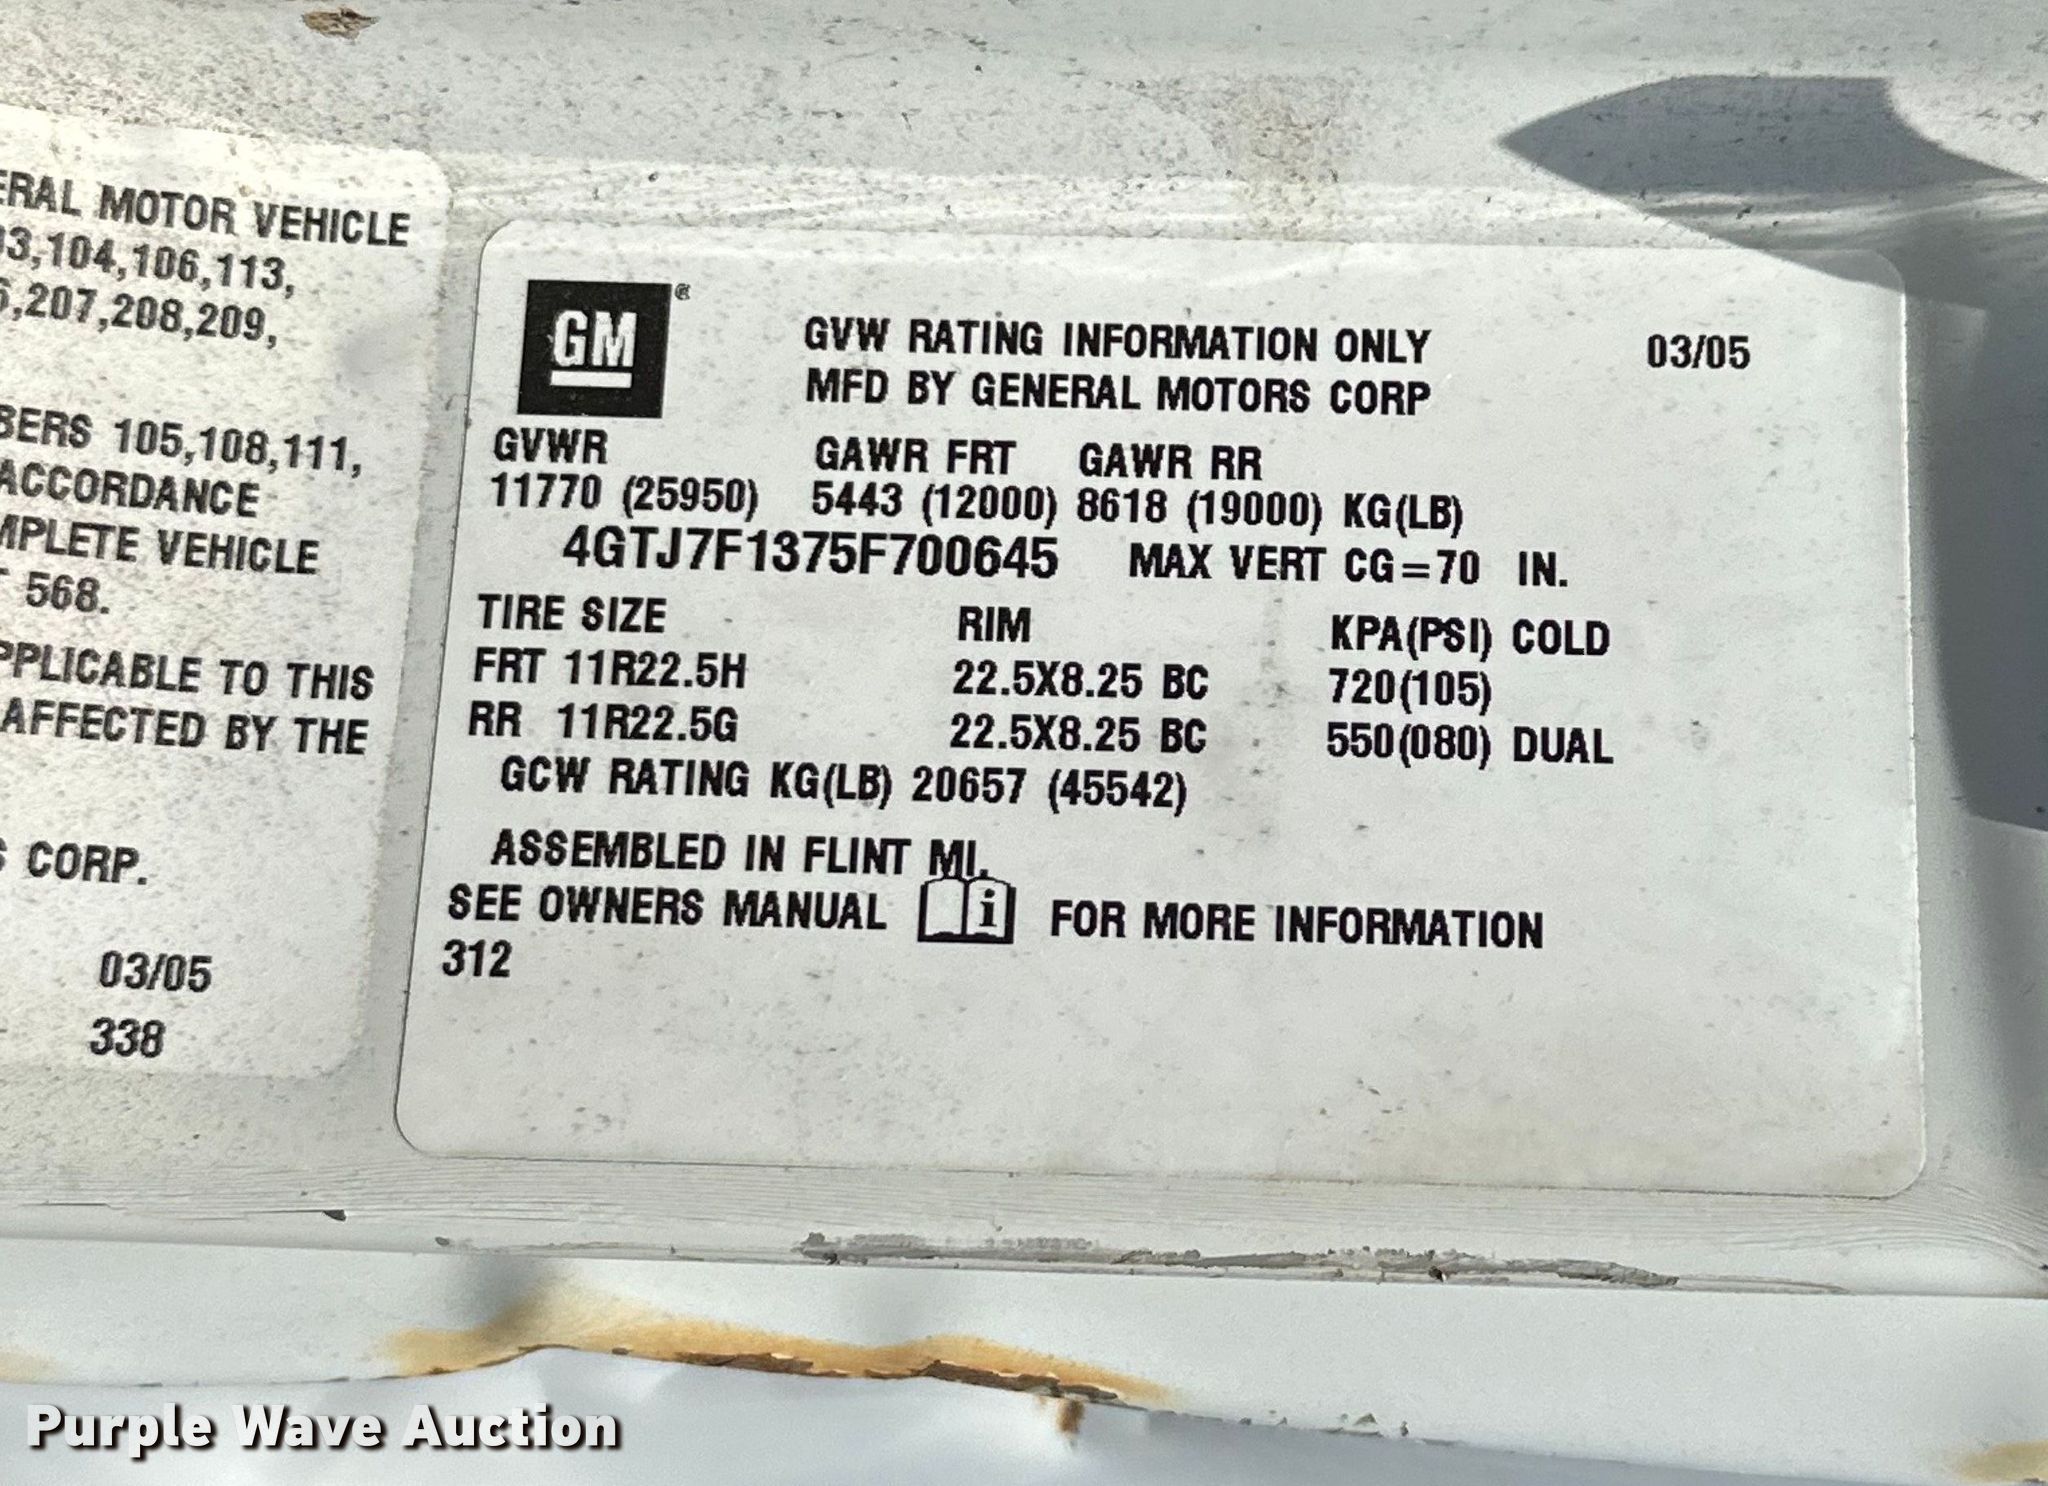 ERAL MOTOR VEHICLE
3,104,106,113,
,207,208,209,
BERS 105,108,111,
ACCORDANCE
MPLETE VEHICLE
568.
PPLICABLE TO THIS
AFFECTED BY THE
CORP.
03/05
338
GM®
GVW RATING INFORMATION ONLY 03/05
MFD BY GENERAL MOTORS CORP
GVWR GAWR FRT GAWR RR
11770 (25950) 5443 (12000) 8618 (19000) KG(LB)
4GTJ7F1375F700645 MAX VERT CG=70 IN.
TIRE SIZE RIM KPA(PSI) COLD
FRT 11R22.5H 22.5X8.25 BC 720(105)
RR 11R22.5G 22.5X8.25 BC 550(080) DUAL
GCW RATING KG(LB) 20657 (45542)
ASSEMBLED IN FLINT MI.
SEE OWNERS MANUAL i FOR MORE INFORMATION
312
Purple Wave Auction